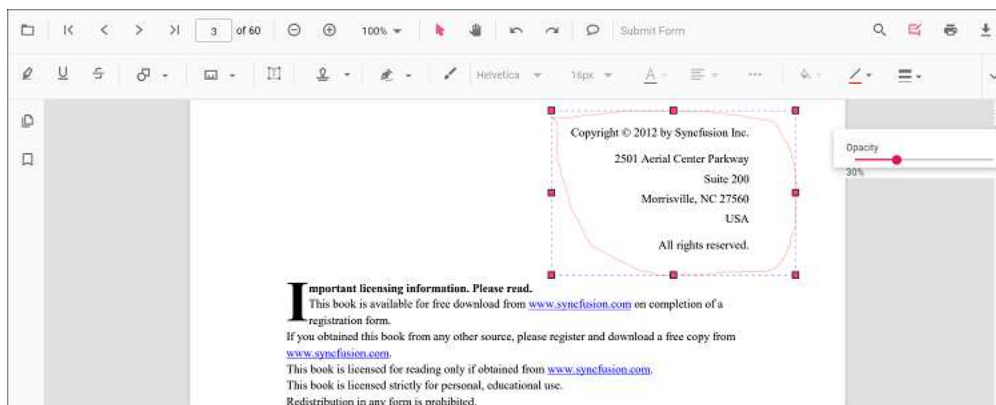 3 of 60 100% Submit Form
Helvetica 16px A ...
Opacity
30%
Copyright © 2012 by Syncfusion Inc.
2501 Aerial Center Parkway
Suite 200
Morrisville, NC 27560
USA
All rights reserved.
Important licensing information. Please read.
This book is available for free download from www.syncfusion.com on completion of a
registration form.
If you obtained this book from any other source, please register and download a free copy from
www.syncfusion.com.
This book is licensed for reading only if obtained from www.syncfusion.com.
This book is licensed strictly for personal, educational use.
Redistribution in any form is prohibited.